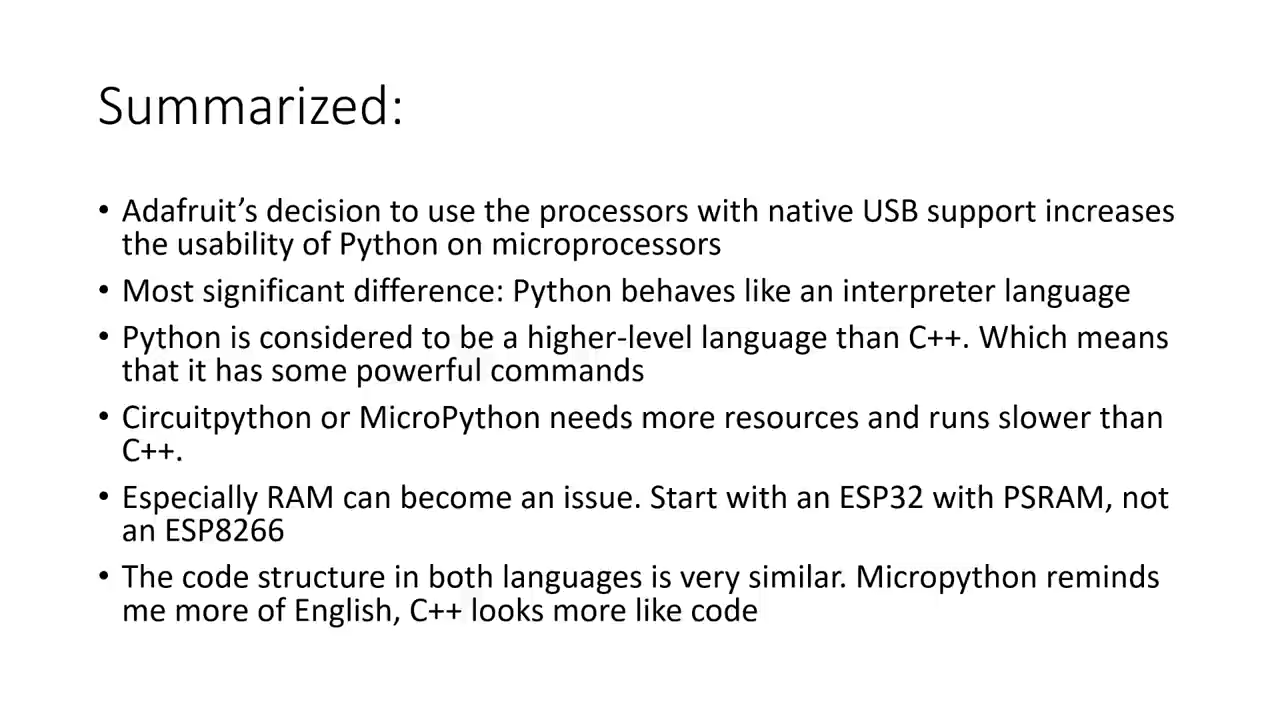 Summarized:
• Adafruit’s decision to use the processors with native USB support increases
the usability of Python on microprocessors
• Most significant difference: Python behaves like an interpreter language
• Python is considered to be a higher-level language than C++. Which means
that it has some powerful commands
• Circuitpython or MicroPython needs more resources and runs slower than
C++.
• Especially RAM can become an issue. Start with an ESP32 with PSRAM, not
an ESP8266
• The code structure in both languages is very similar. Micropython reminds
me more of English, C++ looks more like code